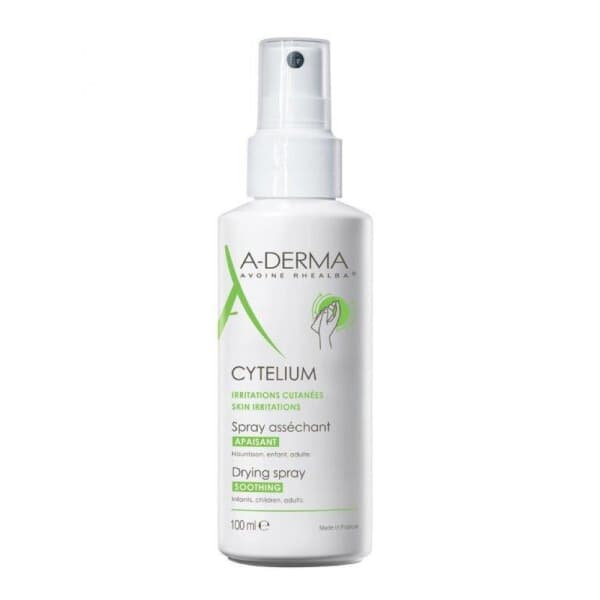 A-DERMA
AVOINE RHEALBA®
CYTELIUM
IRRITATIONS CUTANÉES
SKIN IRRITATIONS
Spray asséchant
APAISANT
Nourrisson, enfant, adulte.
Drying spray
SOOTHING
Infants, children, adults.
100 ml ℮
Made in France